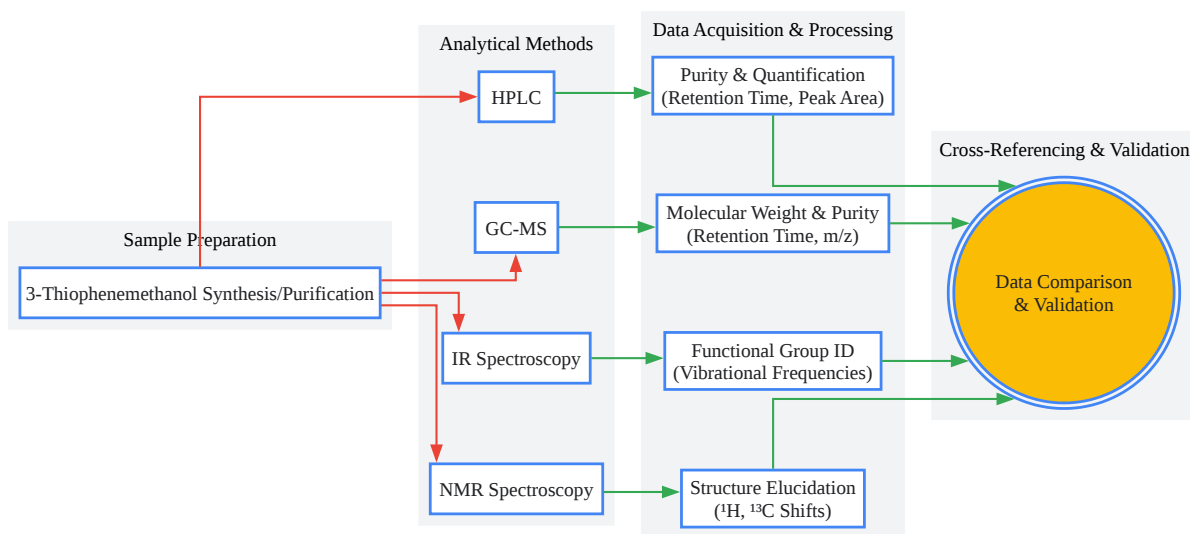 Sample Preparation
3-Thiophenemethanol Synthesis/Purification
Analytical Methods
HPLC
GC-MS
IR Spectroscopy
NMR Spectroscopy
Data Acquisition & Processing
Purity & Quantification
(Retention Time, Peak Area)
Molecular Weight & Purity
(Retention Time, m/z)
Functional Group ID
(Vibrational Frequencies)
Structure Elucidation
(¹H, ¹³C Shifts)
Cross-Referencing & Validation
Data Comparison
& Validation